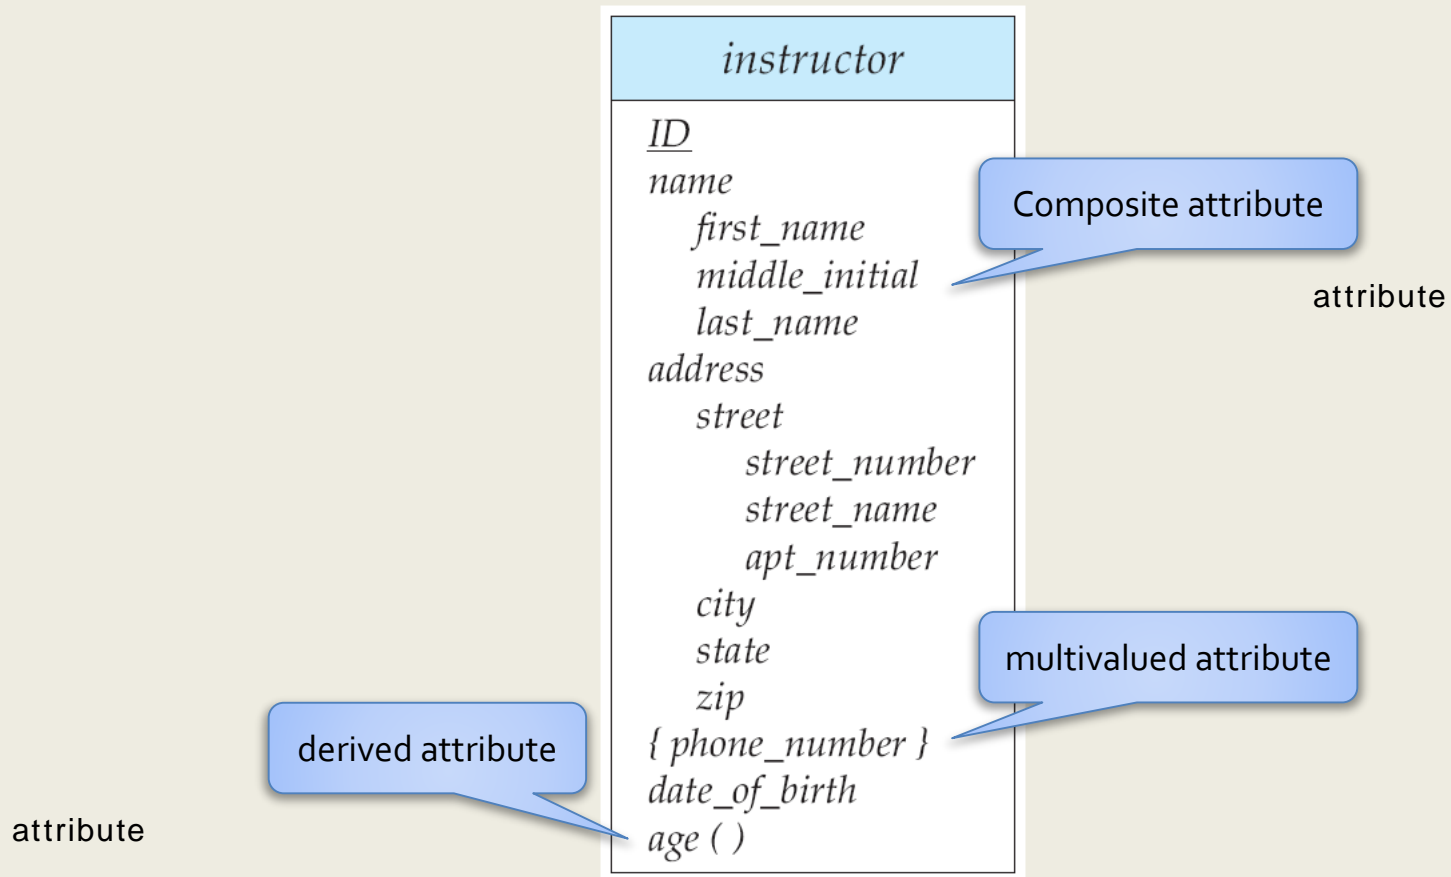 instructor
ID
name
first_name
Composite attribute
middle_initial
attribute
last_name
address
street
street_number
street_name
apt_number
city
state
multivalued attribute
zip
{ phone_number }
derived attribute
date_of_birth
age ( )
attribute